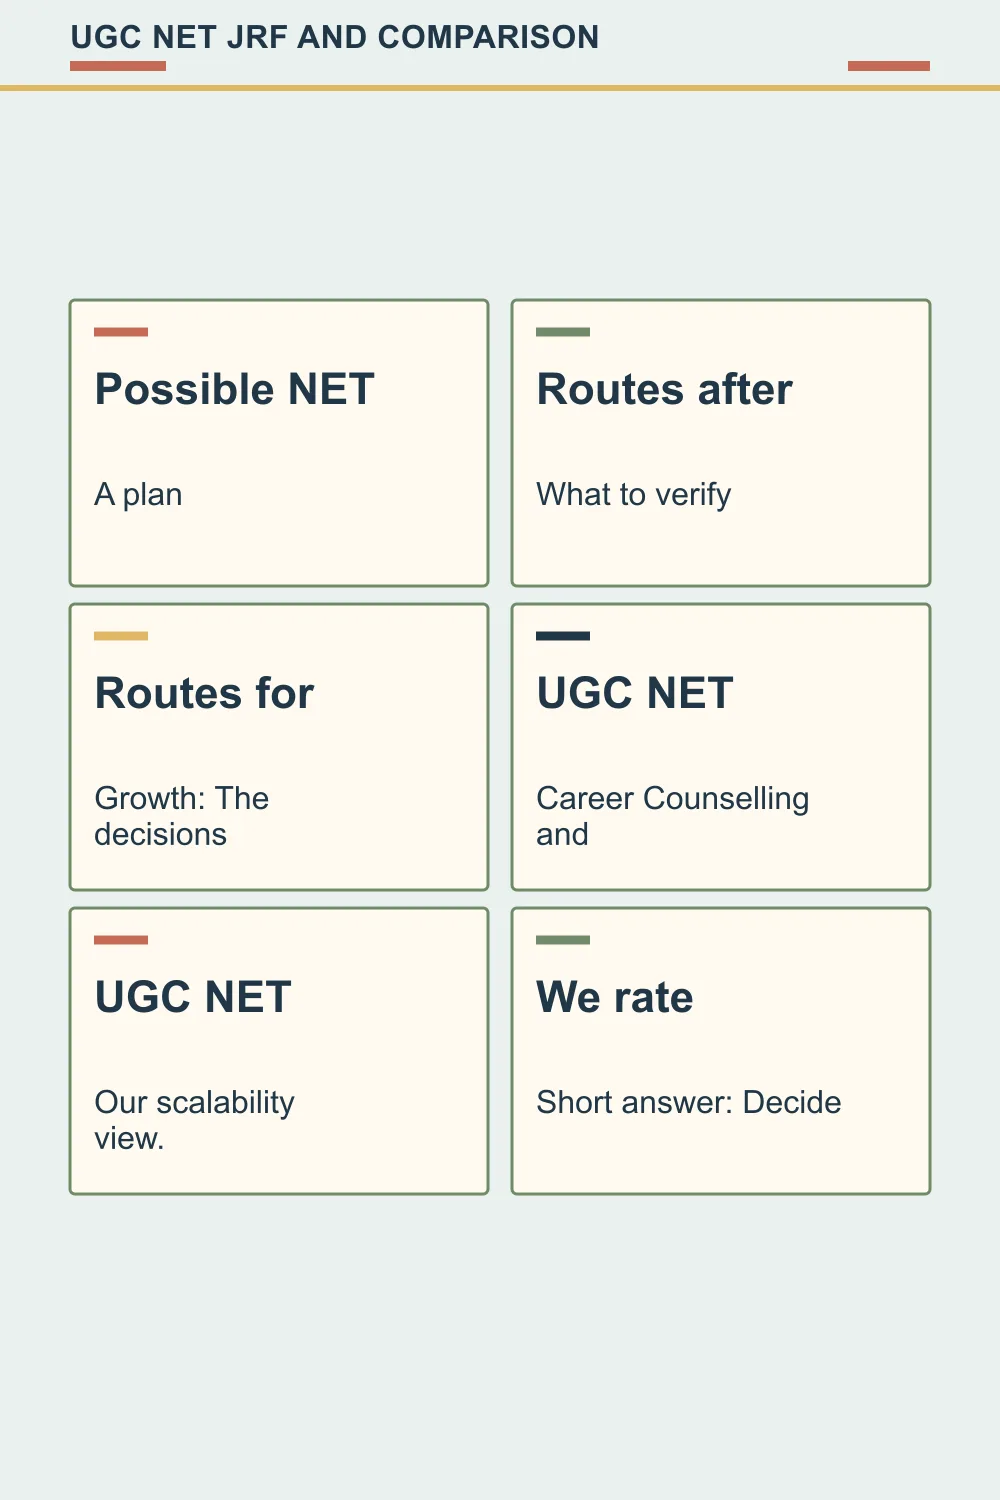 UGC NET JRF AND COMPARISON
Possible NET
A plan
Routes after
What to verify
Routes for
Growth: The
decisions
UGC NET
Career Counselling
and
UGC NET
Our scalability
view.
We rate
Short answer: Decide